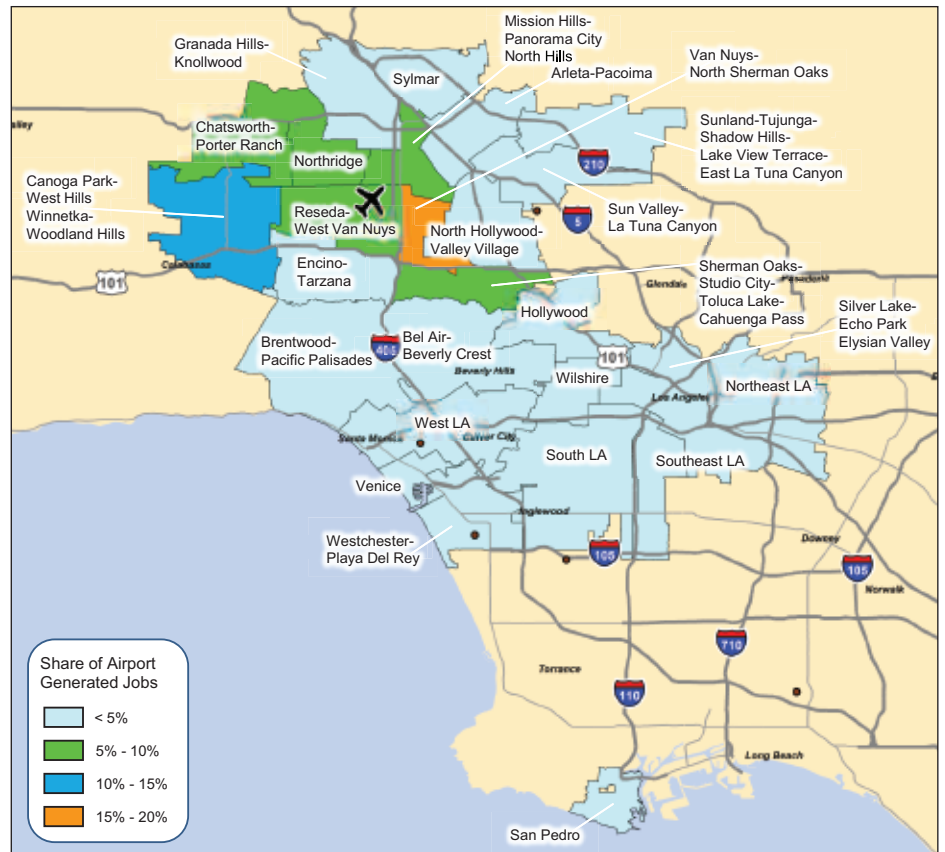 Mission Hills-
Panorama City
North Hills
Granada Hills-
Knollwood
Van Nuys-
North Sherman Oaks
Sylmar
Arleta-Pacoima
alley
Chatsworth-
Porter Ranch
Sunland-Tujunga-
Shadow Hills-
Lake View Terrace-
East La Tuna Canyon
Northridge
210
Canoga Park-
West Hills
Winnetka-
Woodland Hills
Reseda-
West Van Nuys
Sun Valley-
La Tuna Canyon
5
North Hollywood-
Valley Village
Calabasas
Encino-
Tarzana
101
Sherman Oaks-
Studio City-
Toluca Lake-
Cahuenga Pass
Glendale
Pasadena
Silver Lake-
Echo Park
Elysian Valley
Hollywood
Brentwood-
Pacific Palisades
405
Bel Air-
Beverly Crest
101
Beverly Hills
Wilshire
Northeast LA
Los Angeles
West LA
Santa Monica
Culver City
South LA
Southeast LA
Venice
Inglewood
Westchester-
Playa Del Rey
105
Downey
105
Norwalk
Share of Airport
Generated Jobs
< 5%
5% - 10%
10% - 15%
15% - 20%
710
Torrance
110
Long Beach
San Pedro